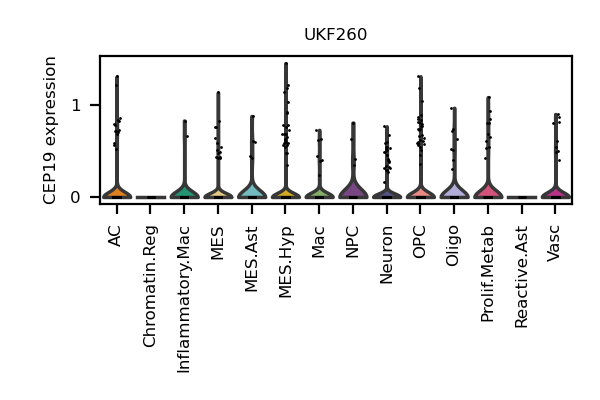 UKF260
CEP19 expression
1
0
AC
Chromatin.Reg
Inflammatory.Mac
MES
MES.Ast
MES.Hyp
Mac
NPC
Neuron
OPC
Oligo
Prolif.Metab
Reactive.Ast
Vasc